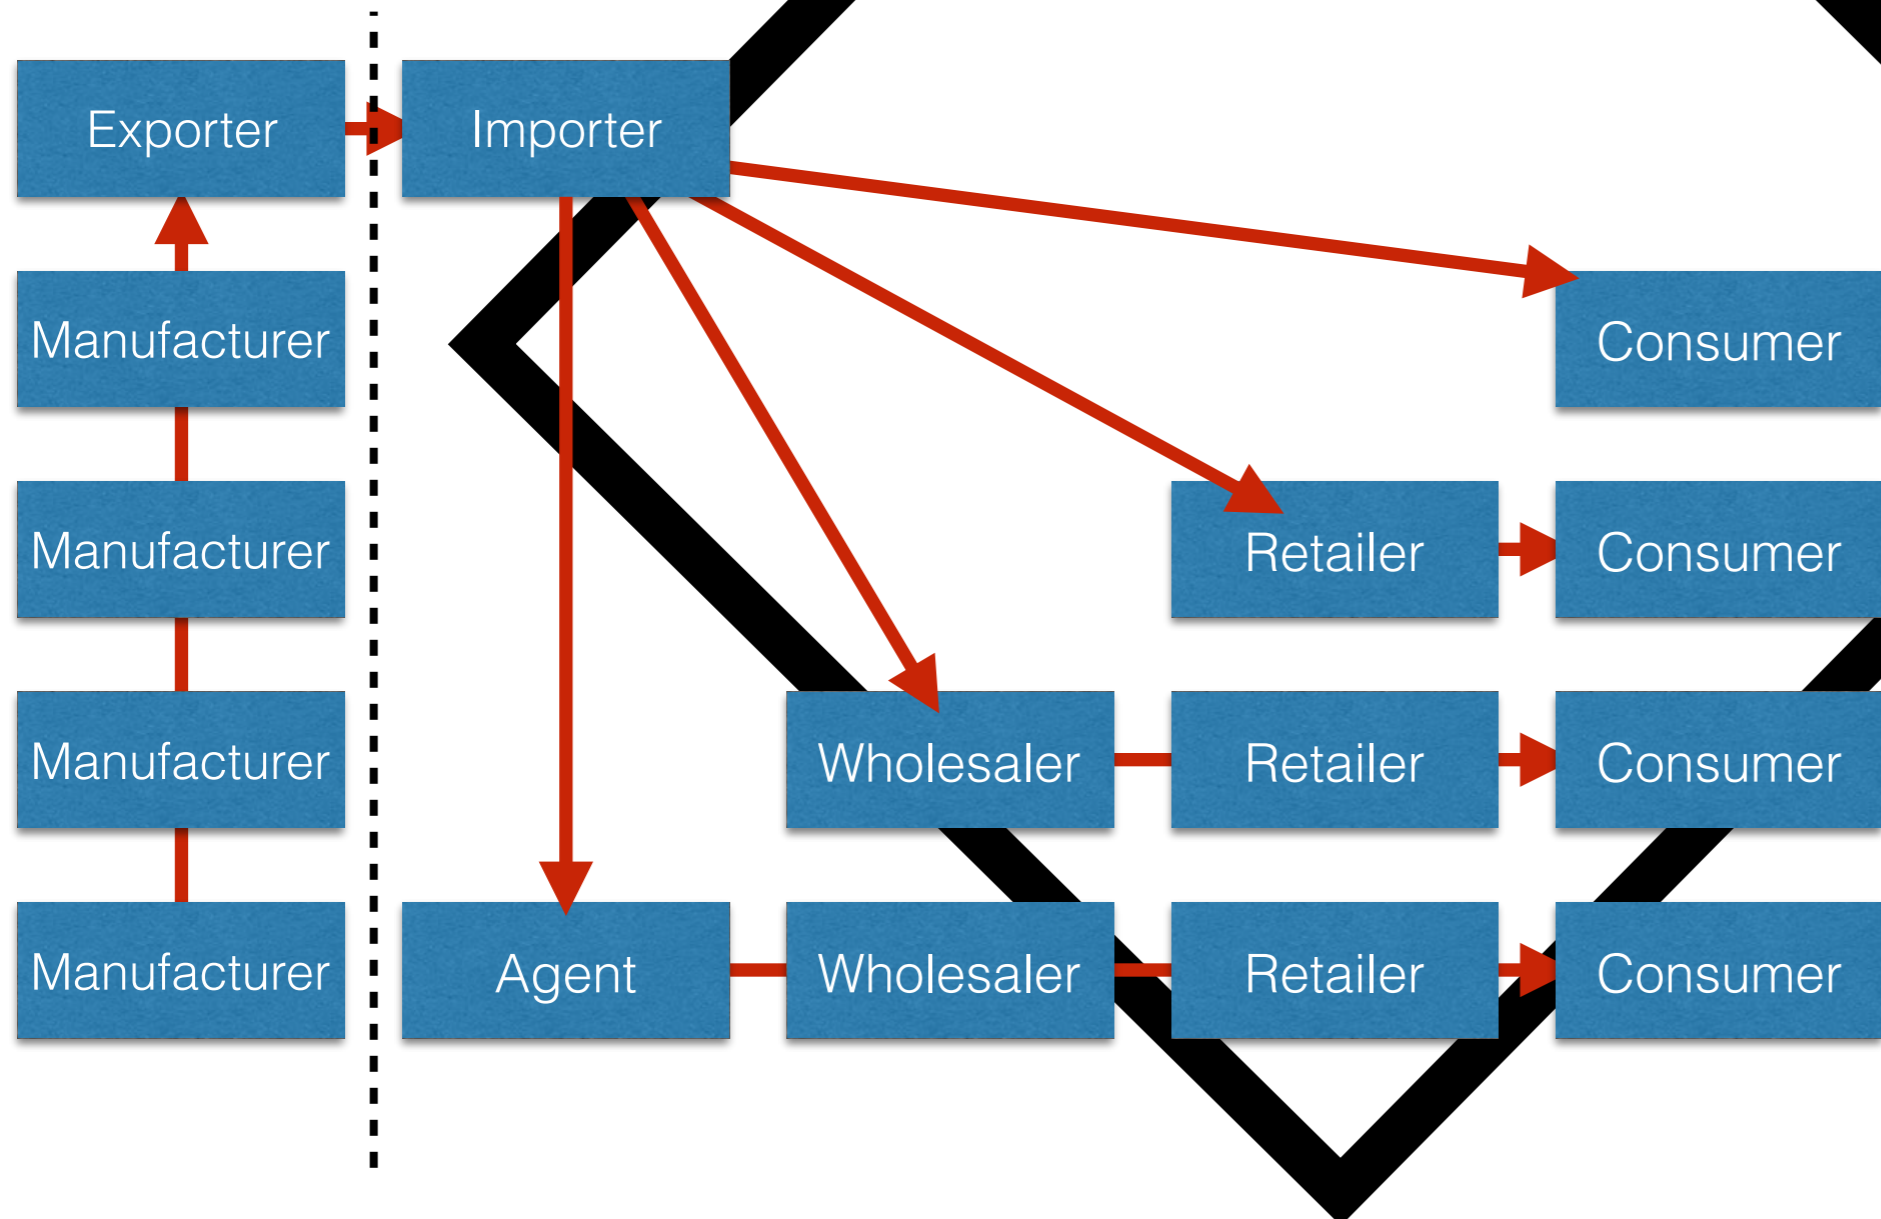 Exporter
Importer
Manufacturer
Consumer
Manufacturer
Retailer
Consumer
Manufacturer
Wholesaler
Retailer
Consumer
Manufacturer
Agent
Wholesaler
Retailer
Consumer